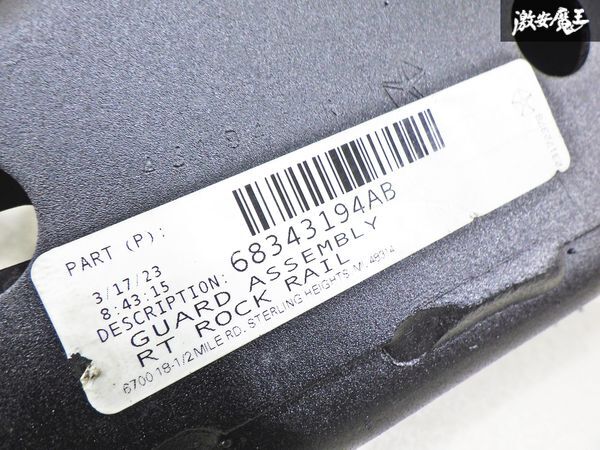 激安魔王
PART (P):
68343194AB
3/17/23
8:43:15
DESCRIPTION:
GUARD ASSEMBLY
RT ROCK RAIL
6700 18-1/2 MILE RD. STERLING HEIGHTS, MI. 48314